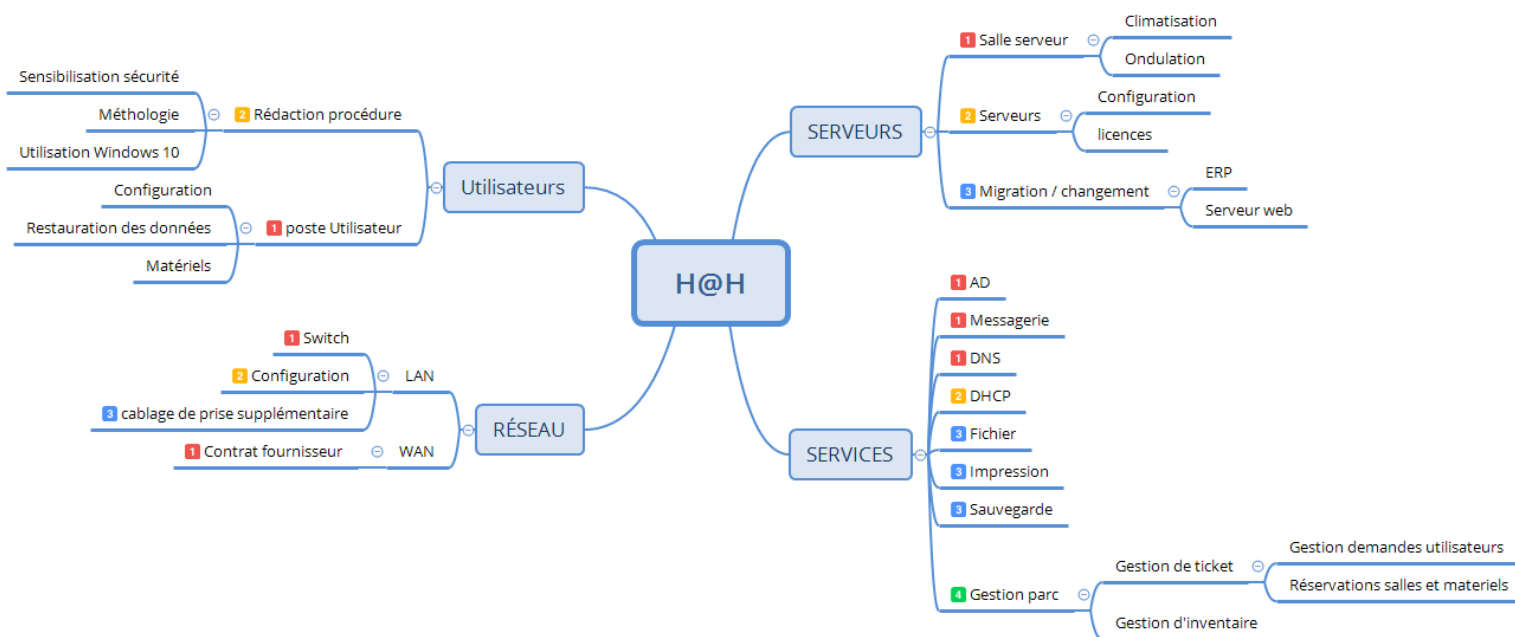 H@H
Utilisateurs
2 Rédaction procédure
Sensibilisation sécurité
Méthologie
Utilisation Windows 10
1 poste Utilisateur
Configuration
Restauration des données
Matériels
RÉSEAU
LAN
1 Switch
2 Configuration
3 cablage de prise supplémentaire
WAN
1 Contrat fournisseur
SERVEURS
1 Salle serveur
Climatisation
Ondulation
2 Serveurs
Configuration
licences
3 Migration / changement
ERP
Serveur web
SERVICES
1 AD
1 Messagerie
1 DNS
2 DHCP
3 Fichier
3 Impression
3 Sauvegarde
4 Gestion parc
Gestion de ticket
Gestion demandes utilisateurs
Réservations salles et materiels
Gestion d'inventaire